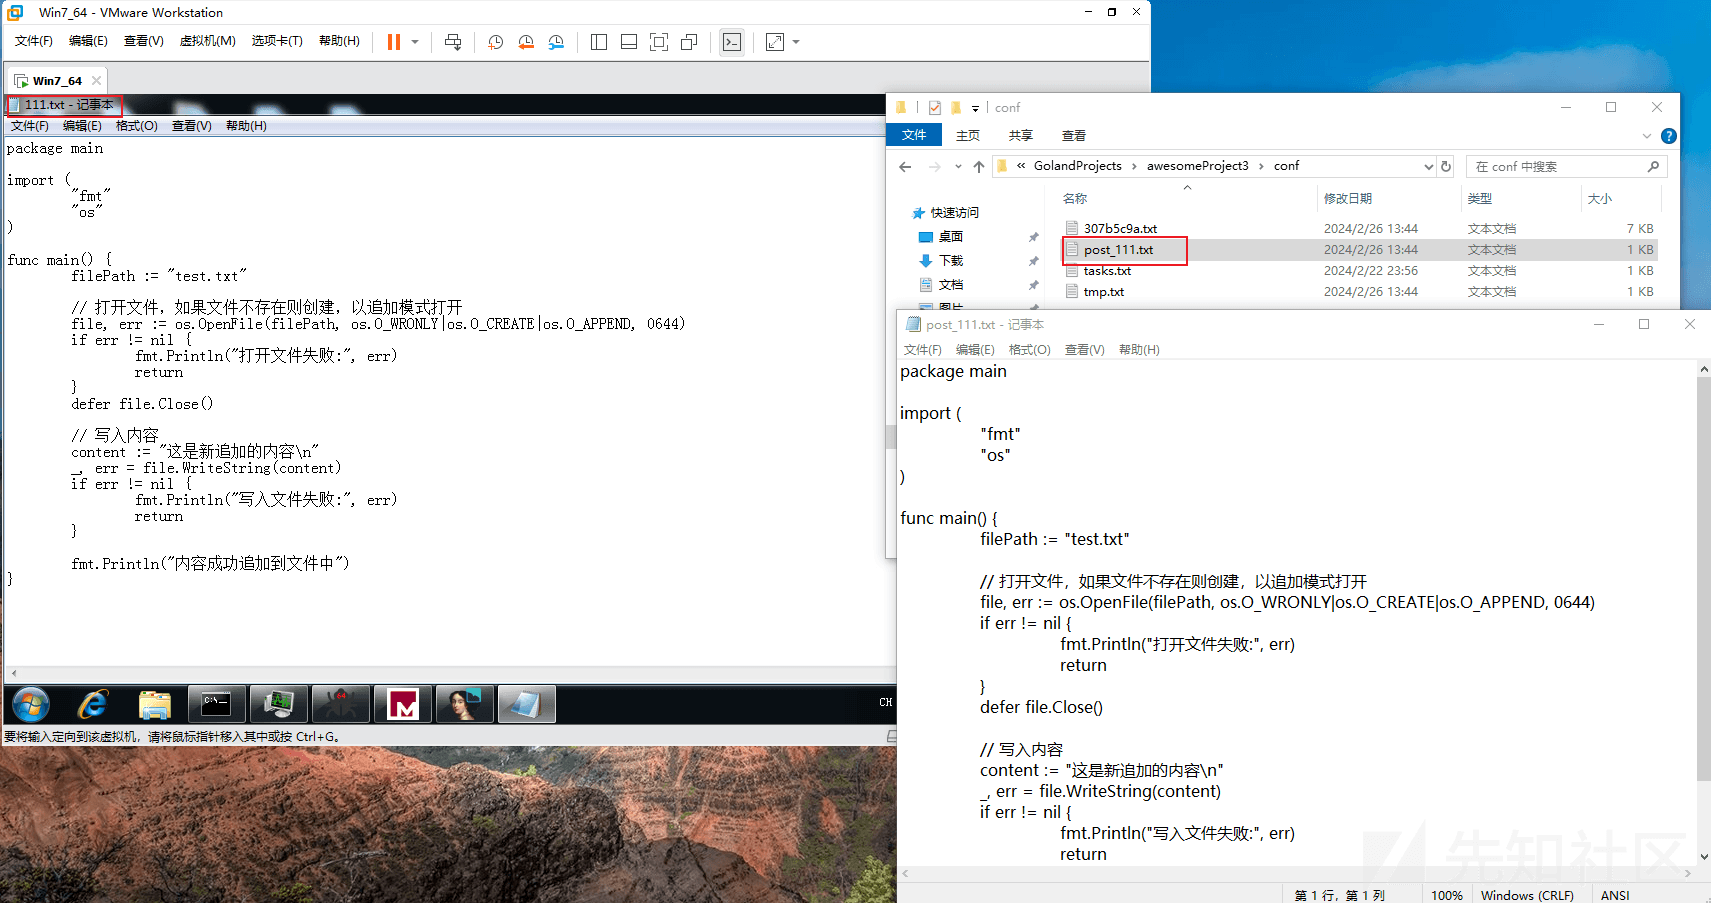 Win7_64 - VMware Workstation
文件(F) 编辑(E) 查看(V) 虚拟机(M) 选项卡(T) 帮助(H)
Win7_64
111.txt - 记事本
文件(F) 编辑(E) 格式(O) 查看(V) 帮助(H)
package main
import (
"fmt"
"os"
)
func main() {
filePath := "test.txt"
// 打开文件，如果文件不存在则创建，以追加模式打开
file, err := os.OpenFile(filePath, os.O_WRONLY|os.O_CREATE|os.O_APPEND, 0644)
if err != nil {
fmt.Println("打开文件失败:", err)
return
}
defer file.Close()
// 写入内容
content := "这是新追加的内容\n"
_, err = file.WriteString(content)
if err != nil {
fmt.Println("写入文件失败:", err)
return
}
fmt.Println("内容成功追加到文件中")
}
C:\.
CH
要将输入定向到该虚拟机，请将鼠标指针移入其中或按 Ctrl+G。
conf
文件 主页 共享 查看
« GolandProjects › awesomeProject3 › conf
在 conf 中搜索
名称 修改日期 类型 大小
快速访问
桌面
下载
文档
图片
307b5c9a.txt 2024/2/26 13:44 文本文档 7 KB
post_111.txt 2024/2/26 13:44 文本文档 1 KB
tasks.txt 2024/2/22 23:56 文本文档 1 KB
tmp.txt 2024/2/26 13:44 文本文档 1 KB
post_111.txt - 记事本
文件(F) 编辑(E) 格式(O) 查看(V) 帮助(H)
package main
import (
"fmt"
"os"
)
func main() {
filePath := "test.txt"
// 打开文件，如果文件不存在则创建，以追加模式打开
file, err := os.OpenFile(filePath, os.O_WRONLY|os.O_CREATE|os.O_APPEND, 0644)
if err != nil {
fmt.Println("打开文件失败:", err)
return
}
defer file.Close()
// 写入内容
content := "这是新追加的内容\n"
_, err = file.WriteString(content)
if err != nil {
fmt.Println("写入文件失败:", err)
return
先知社区
第 1 行，第 1 列 100% Windows (CRLF) ANSI